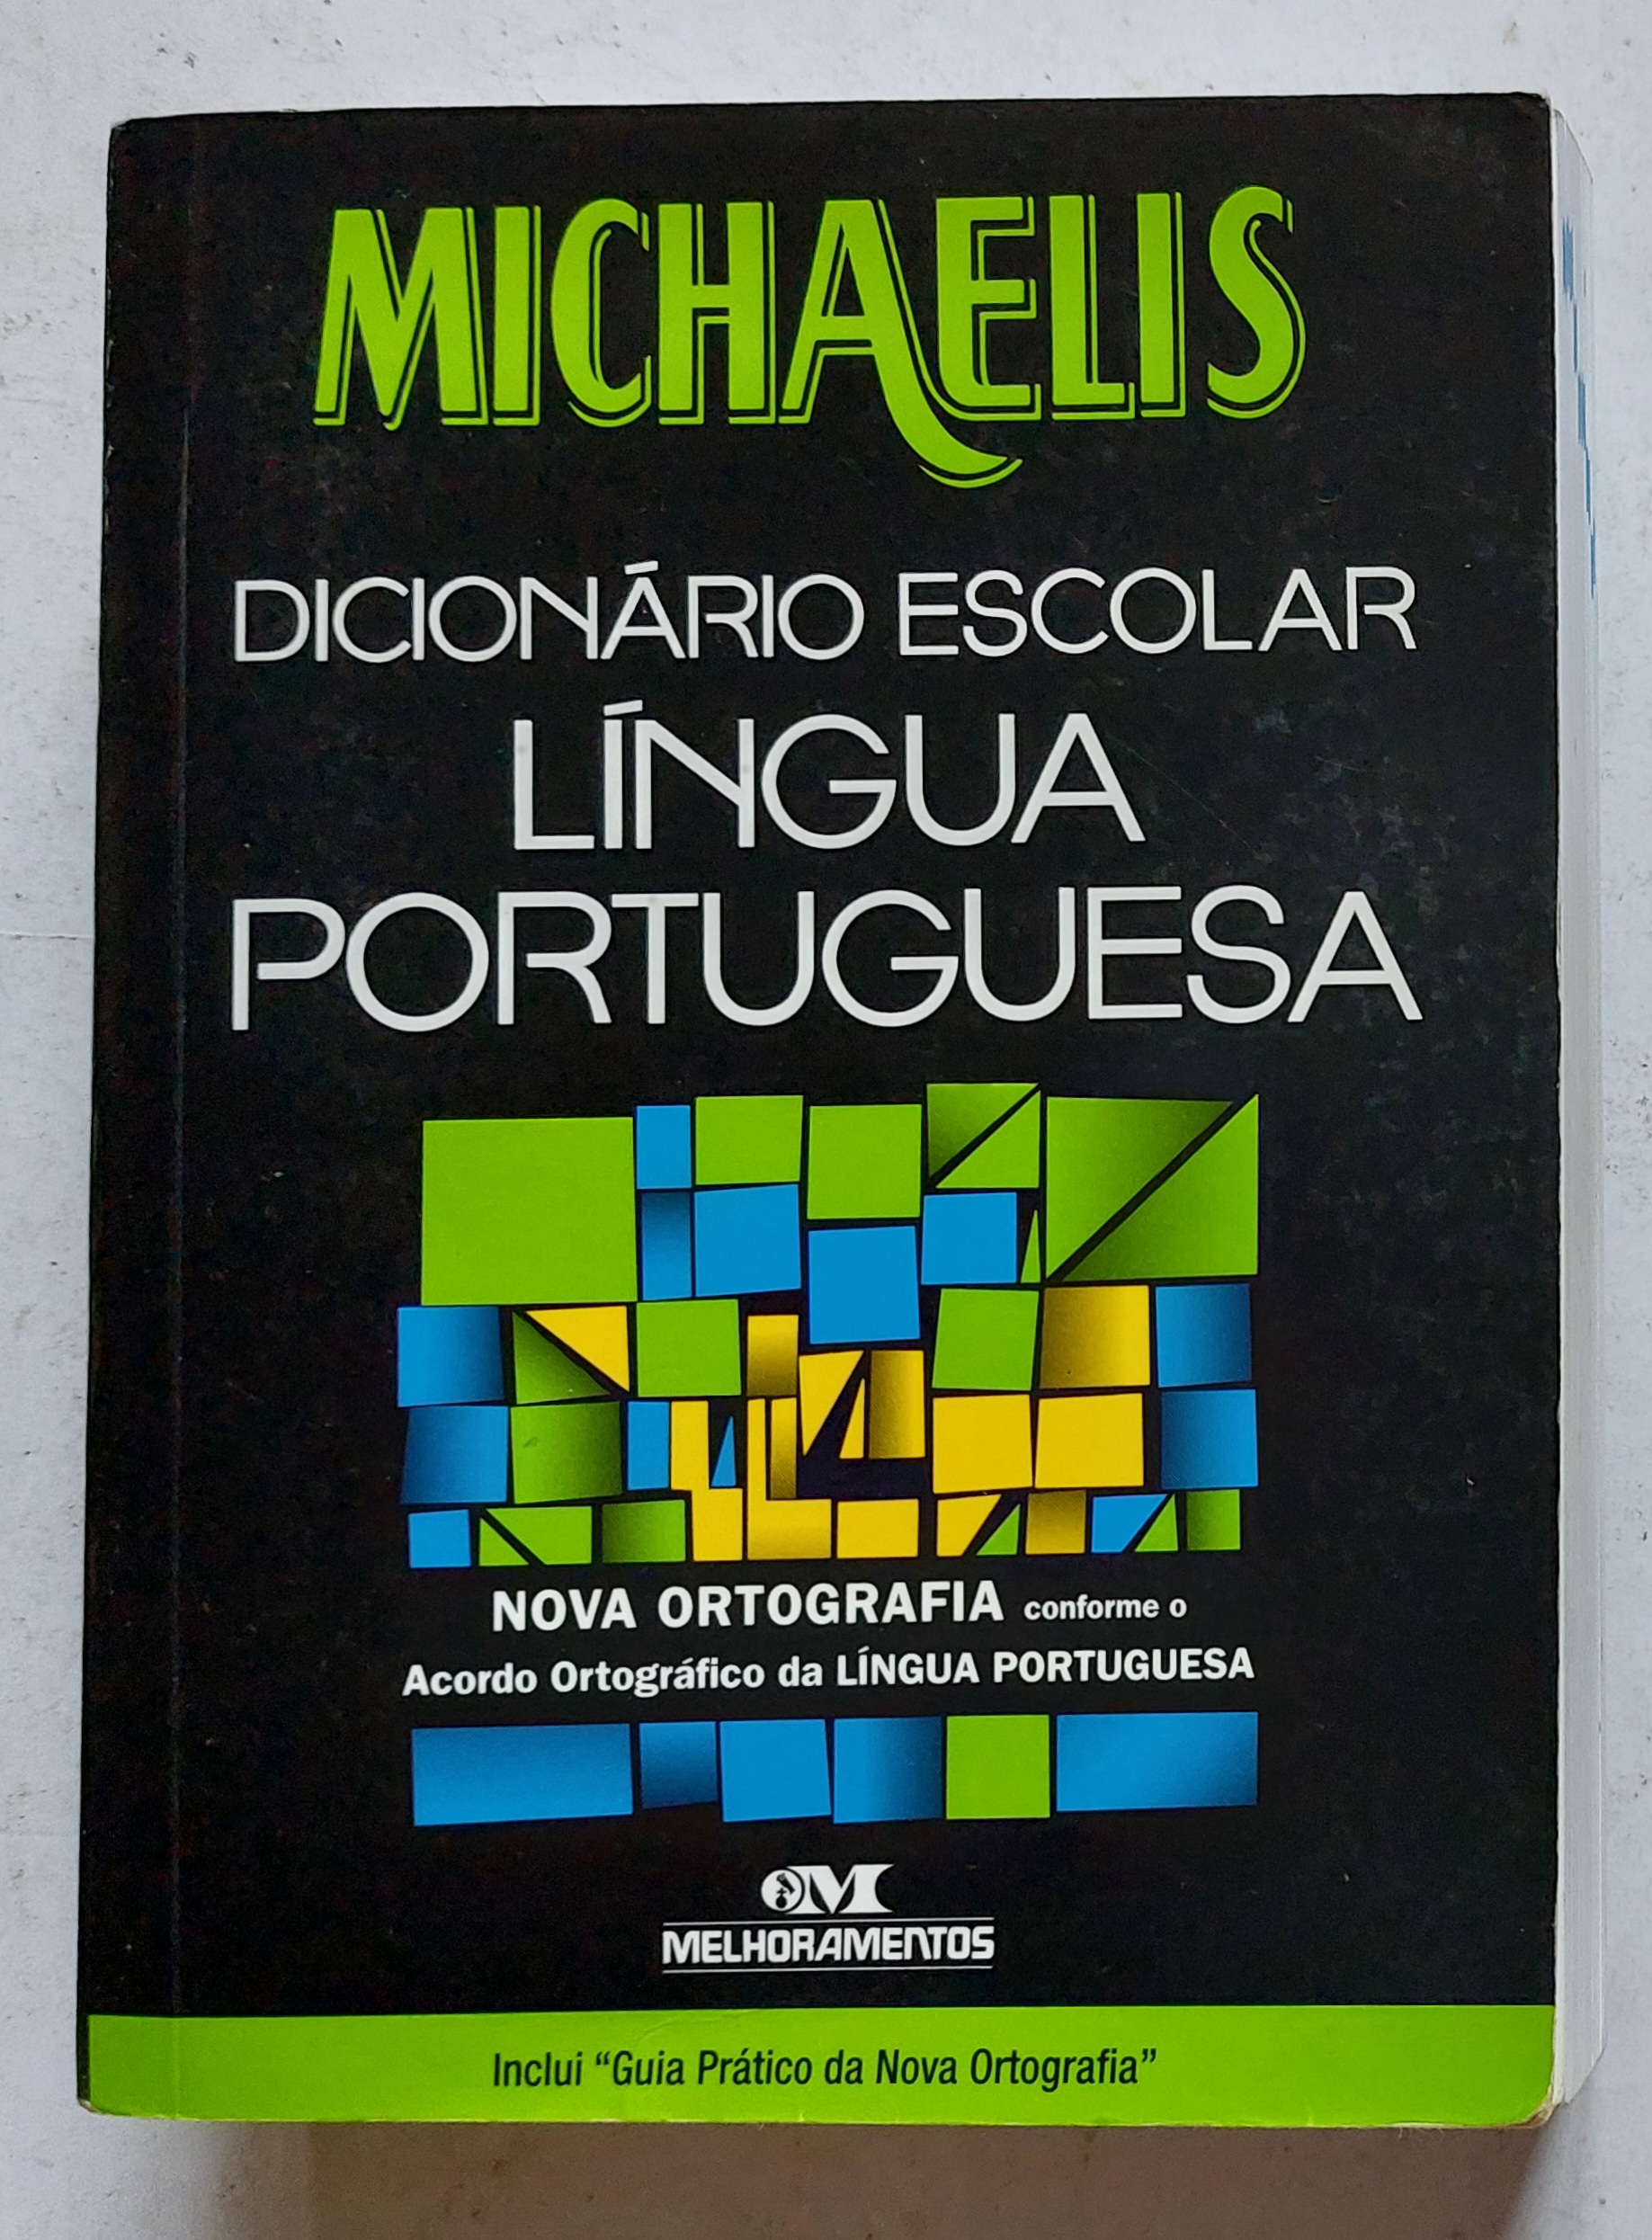 MICHAELIS
DICIONÁRIO ESCOLAR
LÍNGUA
PORTUGUESA
NOVA ORTOGRAFIA conforme o
Acordo Ortográfico da LÍNGUA PORTUGUESA
M
MELHORAMENTOS
Inclui “Guia Prático da Nova Ortografia”